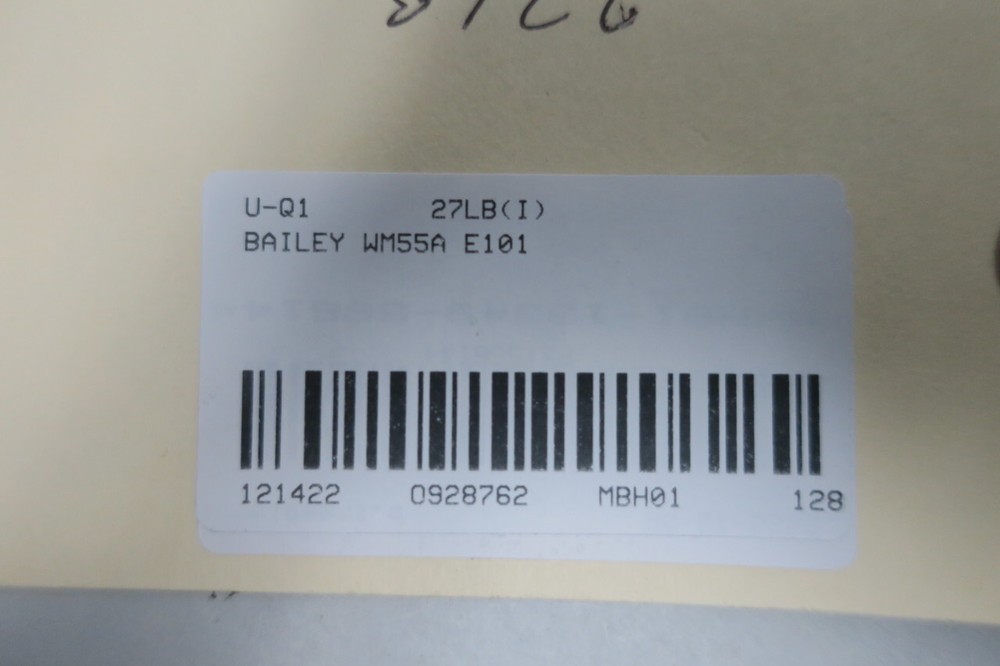 U-Q1 27LB(I)
BAILEY WM55A E101
121422 0928762 MBH01 128